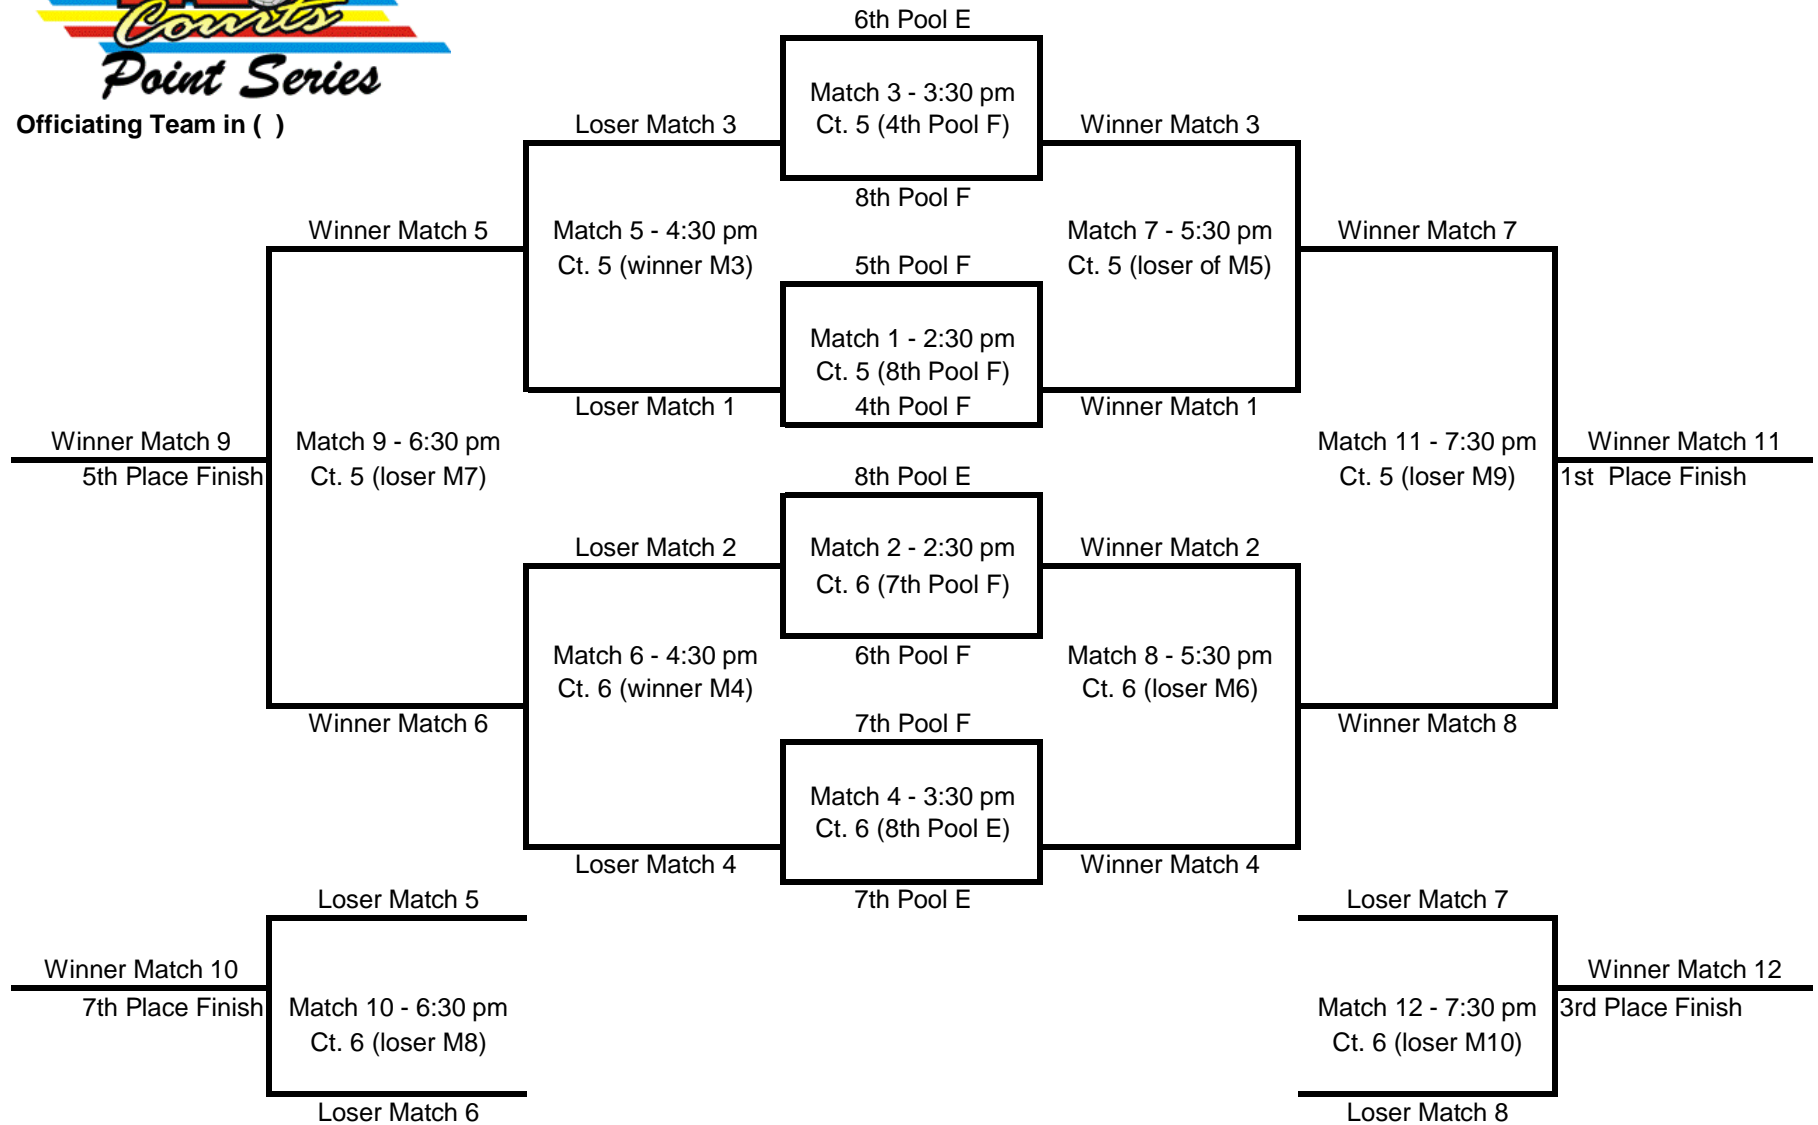 Courts
Point Series
Officiating Team in (  )
6th Pool E
Match 3 - 3:30 pm
Ct. 5 (4th Pool F)
Loser Match 3
Winner Match 3
8th Pool F
Winner Match 5
Match 5 - 4:30 pm
Ct. 5 (winner M3)
Match 7 - 5:30 pm
Ct. 5 (loser of M5)
Winner Match 7
5th Pool F
Match 1 - 2:30 pm
Ct. 5 (8th Pool F)
4th Pool F
Loser Match 1
Winner Match 1
Winner Match 9
5th Place Finish
Match 9 - 6:30 pm
Ct. 5 (loser M7)
Match 11 - 7:30 pm
Ct. 5 (loser M9)
Winner Match 11
1st  Place Finish
8th Pool E
Loser Match 2
Match 2 - 2:30 pm
Ct. 6 (7th Pool F)
Winner Match 2
6th Pool F
Match 6 - 4:30 pm
Ct. 6 (winner M4)
Match 8 - 5:30 pm
Ct. 6 (loser M6)
Winner Match 6
7th Pool F
Winner Match 8
Match 4 - 3:30 pm
Ct. 6 (8th Pool E)
Loser Match 4
Winner Match 4
7th Pool E
Loser Match 5
Loser Match 7
Winner Match 10
7th Place Finish
Match 10 - 6:30 pm
Ct. 6 (loser M8)
Match 12 - 7:30 pm
Ct. 6 (loser M10)
Winner Match 12
3rd Place Finish
Loser Match 6
Loser Match 8